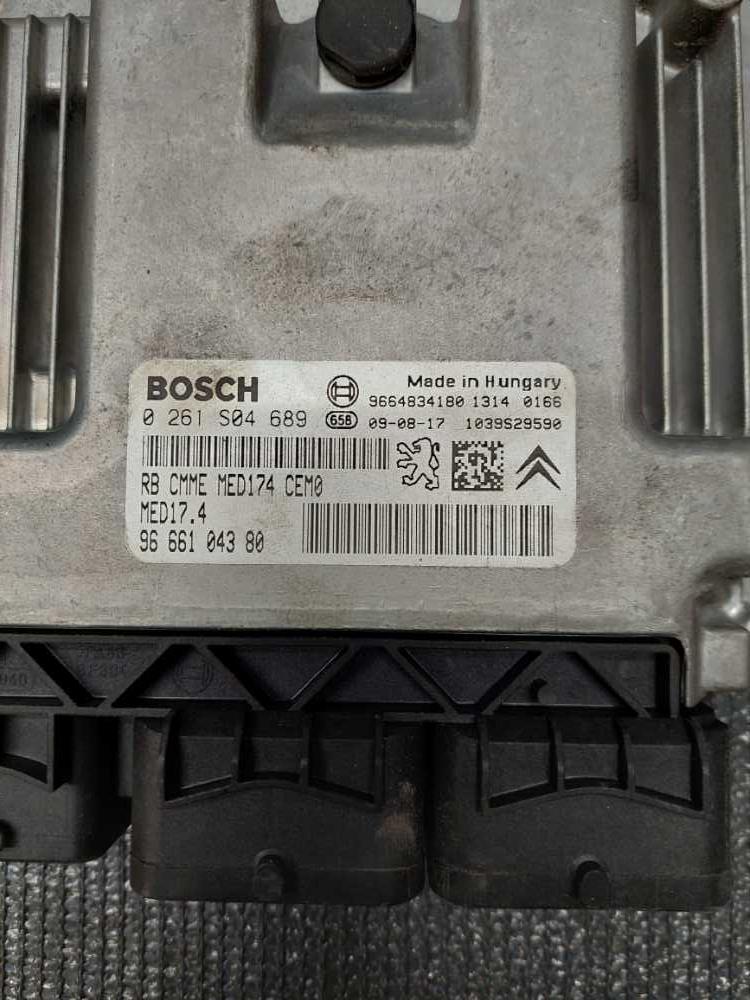 BOSCH
Made in Hungary
9664834180 1314 0166
0 261 S04 689
658
09-08-17 1039S29590
RB CMME MED174 CEM0
MED17.4
96 661 043 80